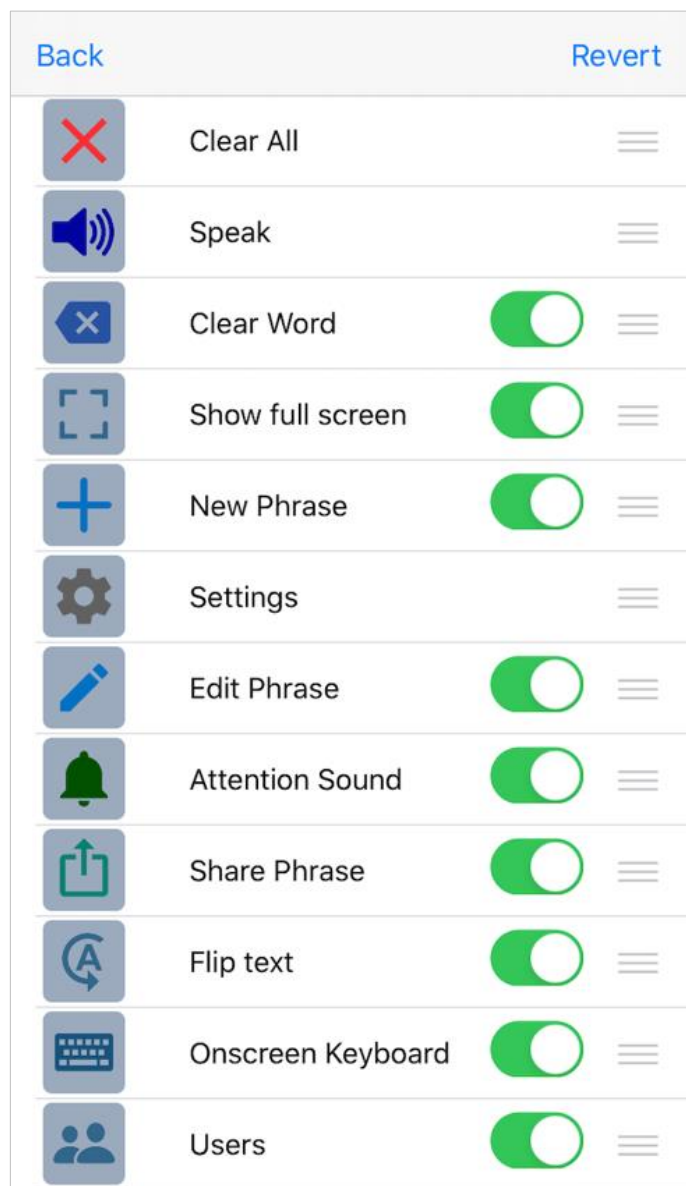 Back Revert
Clear All
Speak
Clear Word
Show full screen
New Phrase
Settings
Edit Phrase
Attention Sound
Share Phrase
A Flip text
Onscreen Keyboard
Users